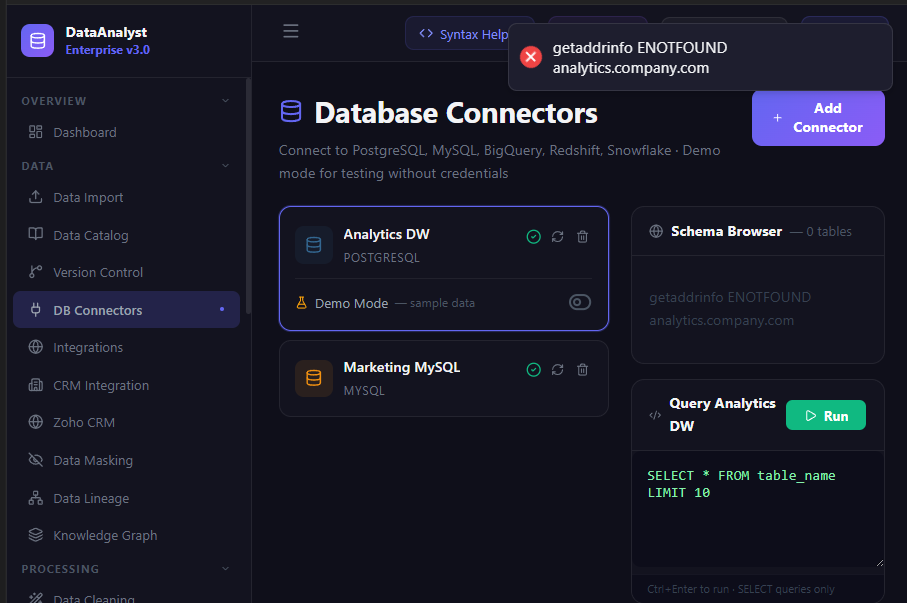 DataAnalyst
Enterprise v3.0
OVERVIEW
Dashboard
DATA
Data Import
Data Catalog
Version Control
DB Connectors
Integrations
CRM Integration
Zoho CRM
Data Masking
Data Lineage
Knowledge Graph
PROCESSING
Data Cleaning
Syntax Help
getaddrinfo ENOTFOUND
analytics.company.com
Database Connectors
Connect to PostgreSQL, MySQL, BigQuery, Redshift, Snowflake · Demo
mode for testing without credentials
+ Add
Connector
Analytics DW
POSTGRESQL
Demo Mode — sample data
Marketing MySQL
MYSQL
Schema Browser — 0 tables
getaddrinfo ENOTFOUND
analytics.company.com
Query Analytics
DW
Run
SELECT * FROM table_name
LIMIT 10
Ctrl+Enter to run · SELECT queries only